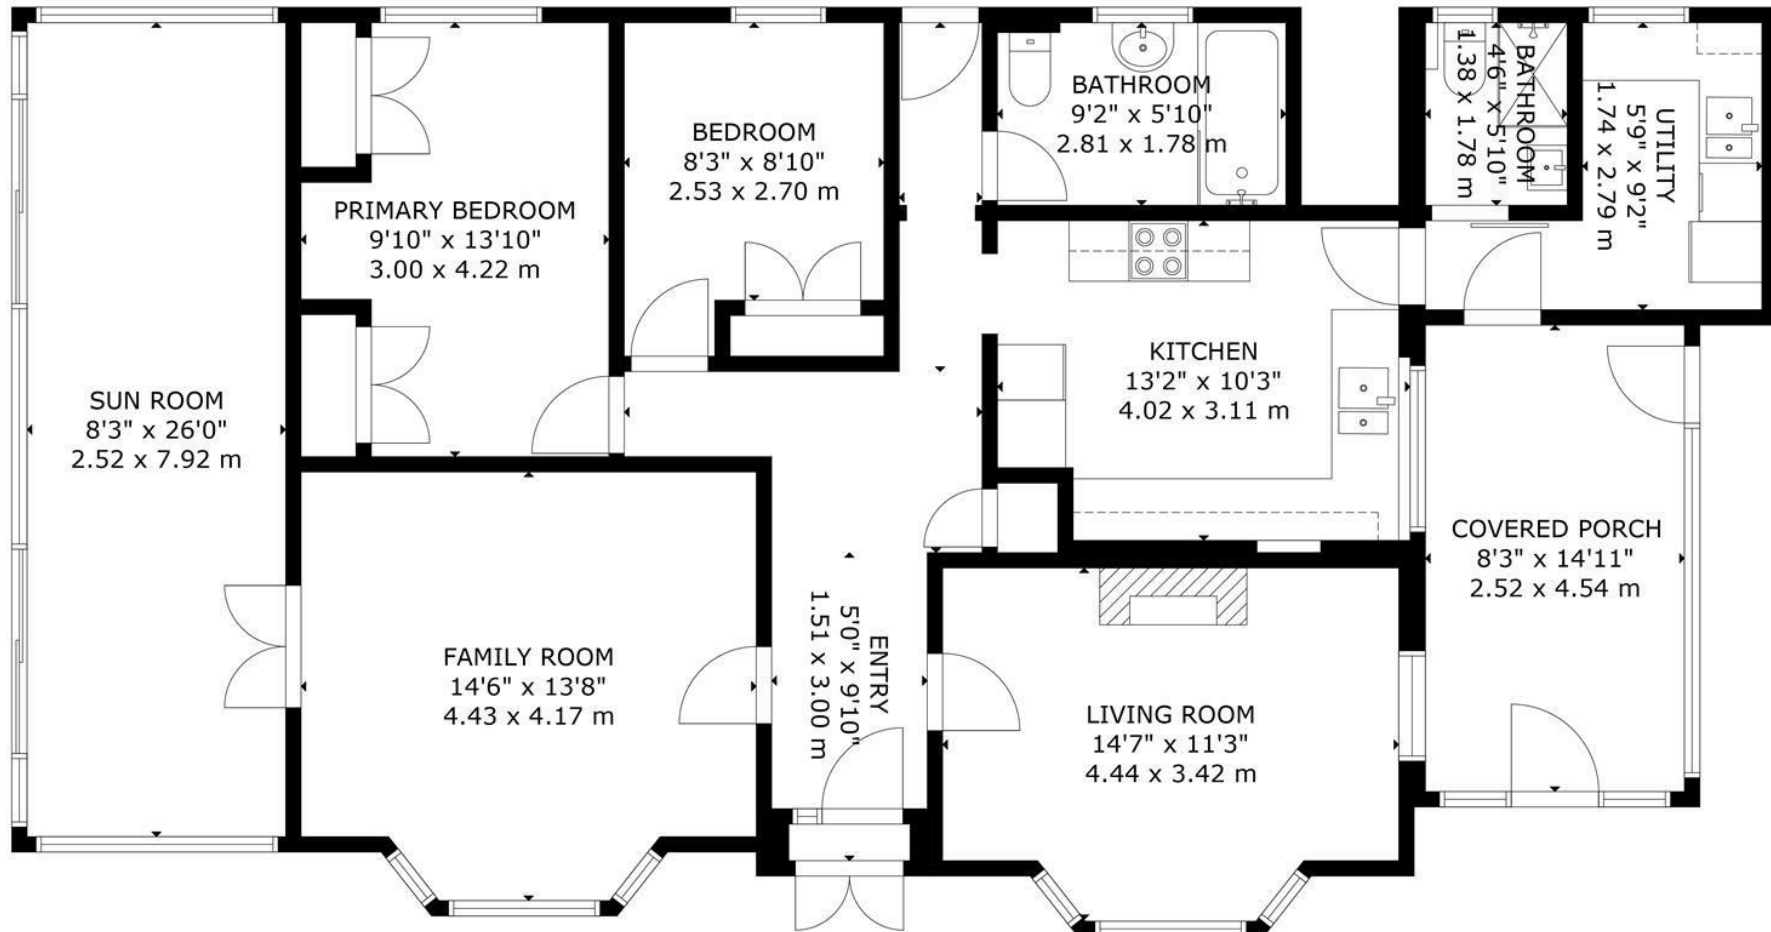 BEDROOM
8'3" x 8'10"
2.53 x 2.70 m
BATHROOM
9'2" x 5'10"
2.81 x 1.78 m
BATHROOM
4'6" x 5'10"
1.38 x 1.78 m
UTILITY
5'9" x 9'2"
1.74 x 2.79 m
PRIMARY BEDROOM
9'10" x 13'10"
3.00 x 4.22 m
SUN ROOM
8'3" x 26'0"
2.52 x 7.92 m
KITCHEN
13'2" x 10'3"
4.02 x 3.11 m
COVERED PORCH
8'3" x 14'11"
2.52 x 4.54 m
FAMILY ROOM
14'6" x 13'8"
4.43 x 4.17 m
ENTRY
5'0" x 9'10"
1.51 x 3.00 m
LIVING ROOM
14'7" x 11'3"
4.44 x 3.42 m